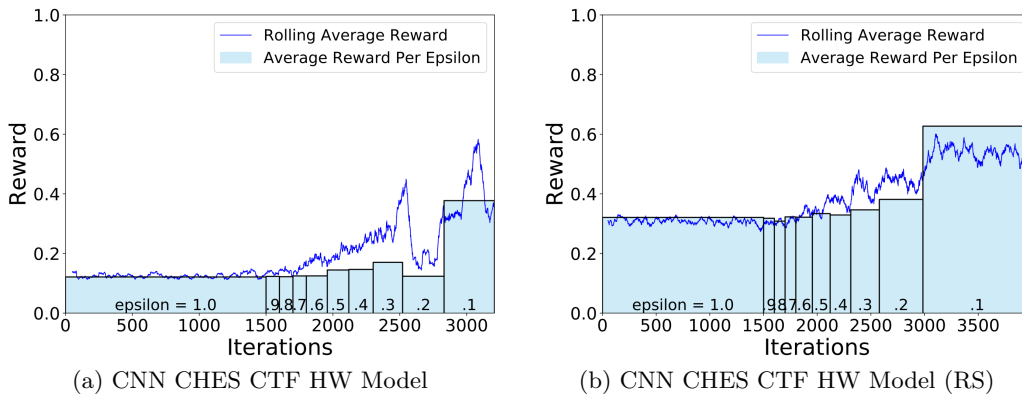 1.0
0.8
0.6
0.4
0.2
0.0
Reward
Rolling Average Reward
Average Reward Per Epsilon
epsilon = 1.0 .9 .8 .7 .6 .5 .4 .3 .2 .1
0 500 1000 1500 2000 2500 3000
Iterations
(a) CNN CHES CTF HW Model
1.0
0.8
0.6
0.4
0.2
0.0
Reward
Rolling Average Reward
Average Reward Per Epsilon
epsilon = 1.0 .9 .8 .7 .6 .5 .4 .3 .2 .1
0 500 1000 1500 2000 2500 3000 3500
Iterations
(b) CNN CHES CTF HW Model (RS)